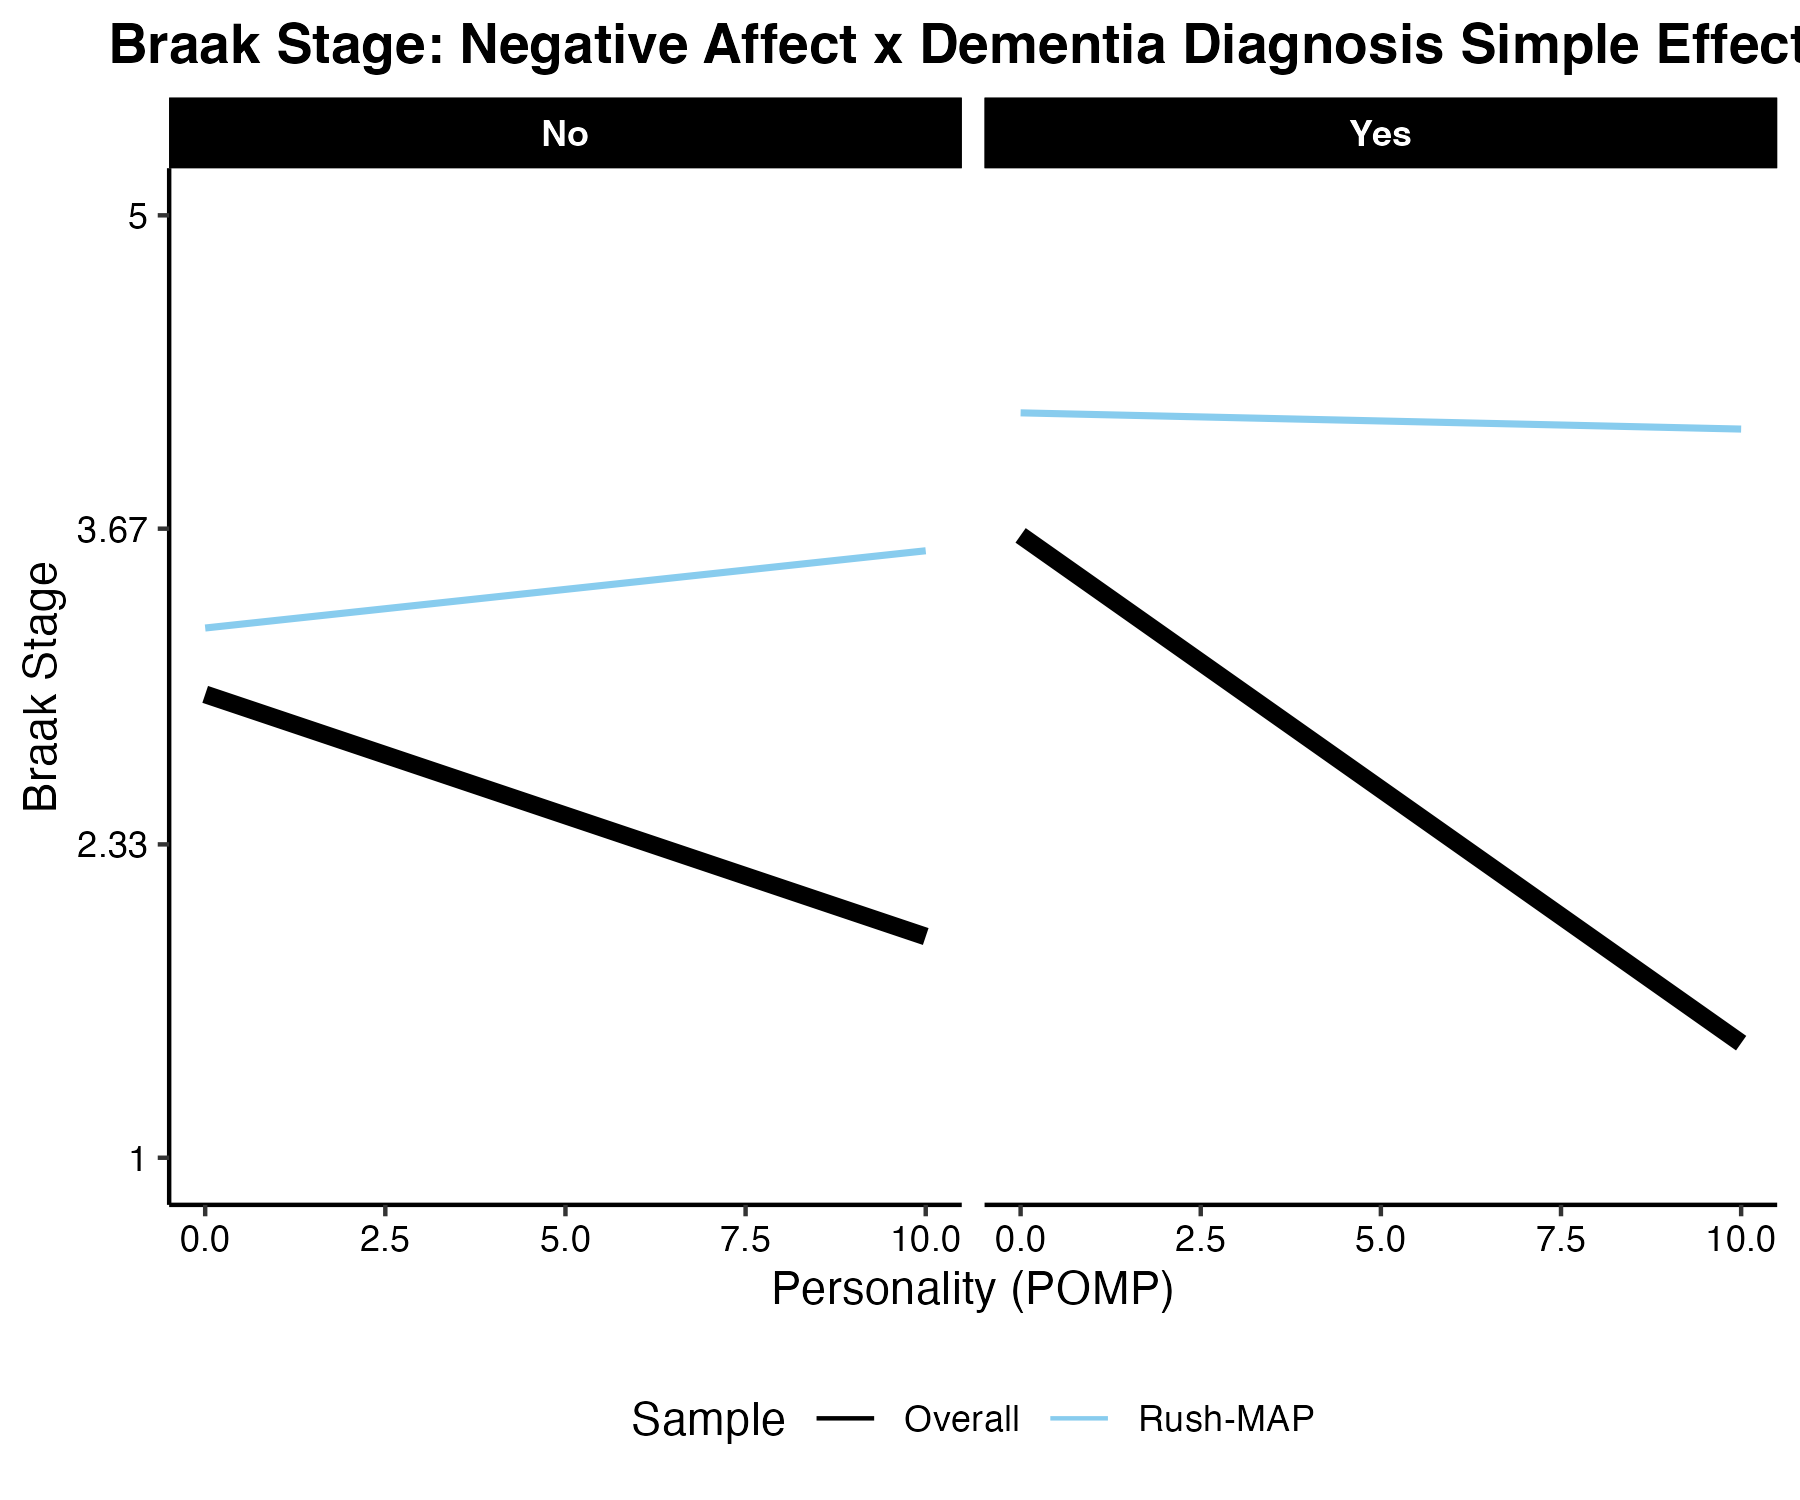 Braak Stage: Negative Affect x Dementia Diagnosis Simple Effect
No Yes
5
3.67
2.33
1
Braak Stage
0.0 2.5 5.0 7.5 10.0 0.0 2.5 5.0 7.5 10.0
Personality (POMP)
Sample Overall Rush-MAP